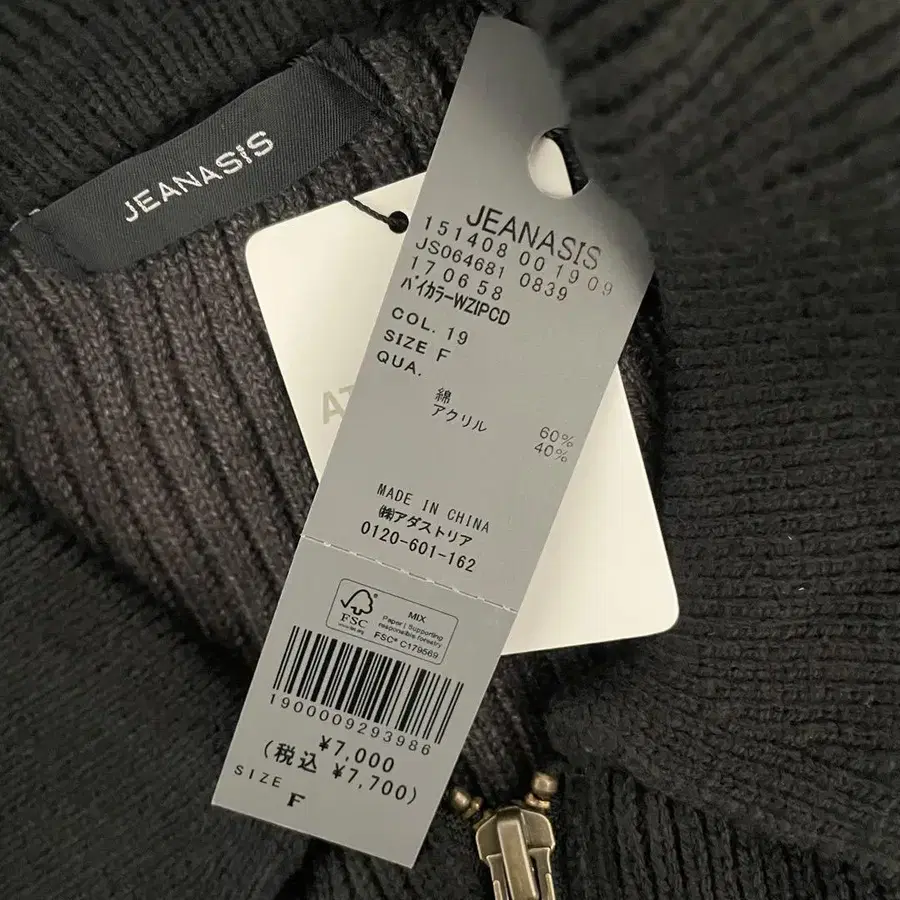 JEANASIS
JEANASIS
151408 001909
JS064681 0839
170658
バイカラーWZIPCD
COL. 19
SIZE F
QUA.
綿 60%
アクリル 40%
MADE IN CHINA
㈱アダストリア
0120-601-162
FSC
MIX
Paper | Supporting
responsible forestry
FSC® C179569
1900009293986
¥7,000
(税込 ¥7,700)
SIZE
F